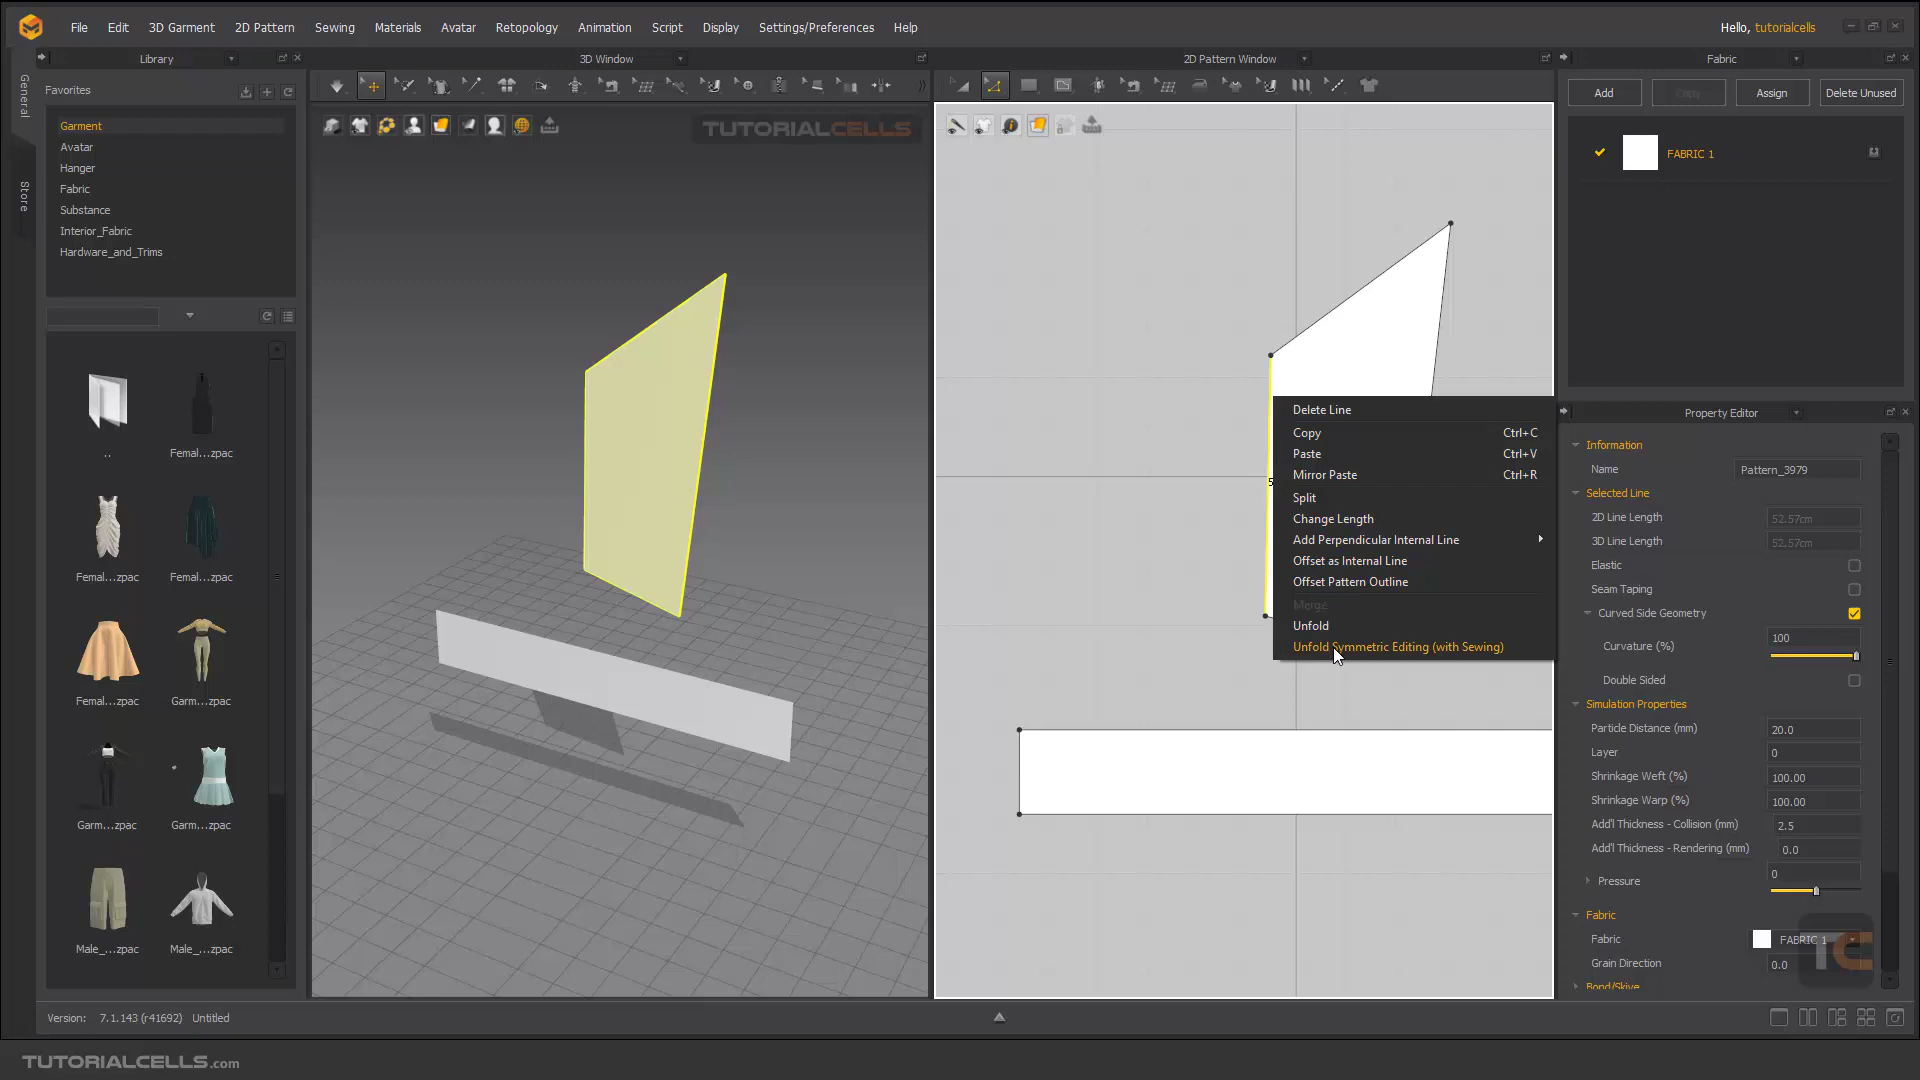 File Edit 3D Garment 2D Pattern Sewing Materials Avatar Retopology Animation Script Display Settings/Preferences Help
Hello, tutorialcells
Library
3D Window
2D Pattern Window
Fabric
General
Store
Favorites
Garment
Avatar
Hanger
Fabric
Substance
Interior_Fabric
Hardware_and_Trims
..
Femal...zpac
Femal...zpac
Femal...zpac
Femal...zpac
Garm...zpac
Garm...zpac
Garm...zpac
Male_...zpac
Male_...zpac
TUTORIALCELLS
5
Delete Line
Copy Ctrl+C
Paste Ctrl+V
Mirror Paste Ctrl+R
Split
Change Length
Add Perpendicular Internal Line
Offset as Internal Line
Offset Pattern Outline
Merge
Unfold
Unfold Symmetric Editing (with Sewing)
Add Copy Assign Delete Unused
FABRIC 1
Property Editor
Information
Name Pattern_3979
Selected Line
2D Line Length 52.57cm
3D Line Length 52.57cm
Elastic
Seam Taping
Curved Side Geometry
Curvature (%) 100
Double Sided
Simulation Properties
Particle Distance (mm) 20.0
Layer 0
Shrinkage Weft (%) 100.00
Shrinkage Warp (%) 100.00
Add'l Thickness - Collision (mm) 2.5
Add'l Thickness - Rendering (mm) 0.0
Pressure 0
Fabric
Fabric FABRIC 1
Grain Direction 0.0
Bond/Skive
TC
Version: 7.1.143 (r41692) Untitled
TUTORIALCELLS.com